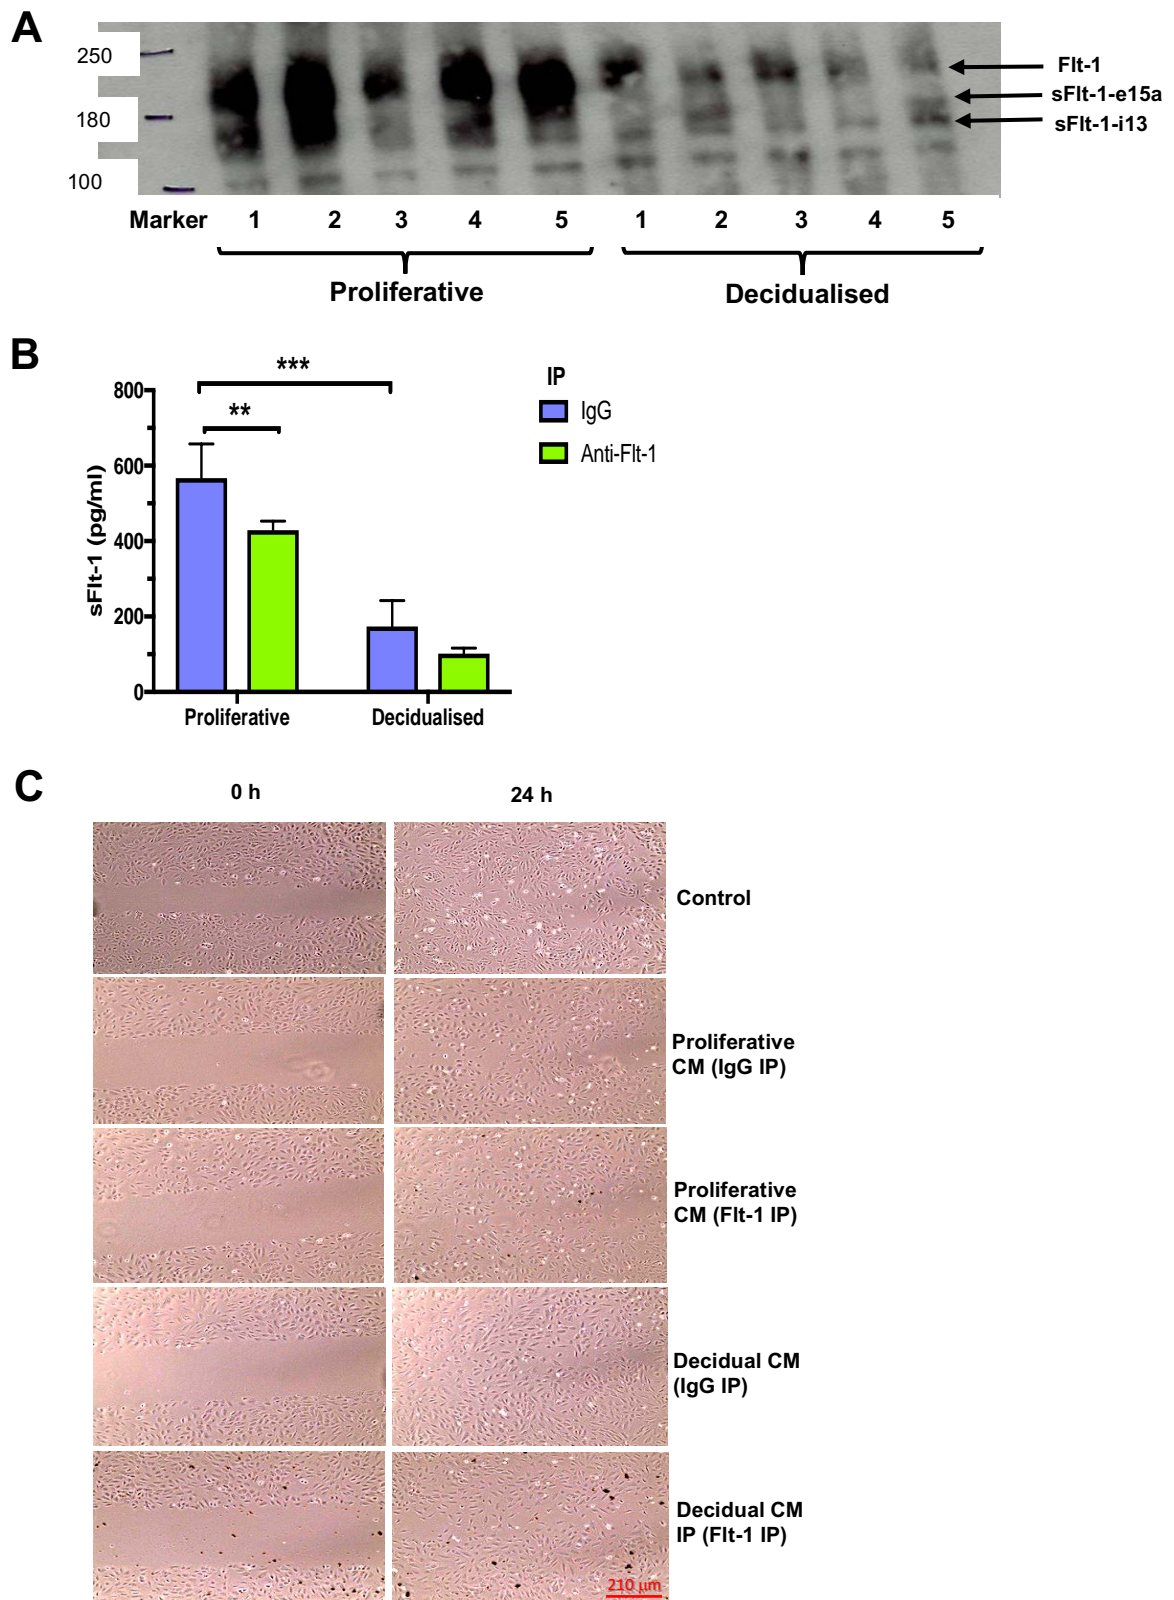 A
250
180
100
Flt-1
sFlt-1-e15a
sFlt-1-i13
Marker 1 2 3 4 5 1 2 3 4 5
Proliferative Decidualised
B
800
600
400
200
0
sFlt-1 (pg/ml)
***
**
Proliferative Decidualised
IP
IgG
Anti-Flt-1
C
0 h 24 h
Control
Proliferative
CM (IgG IP)
Proliferative
CM (Flt-1 IP)
Decidual CM
(IgG IP)
Decidual CM
IP (Flt-1 IP)
210 μm